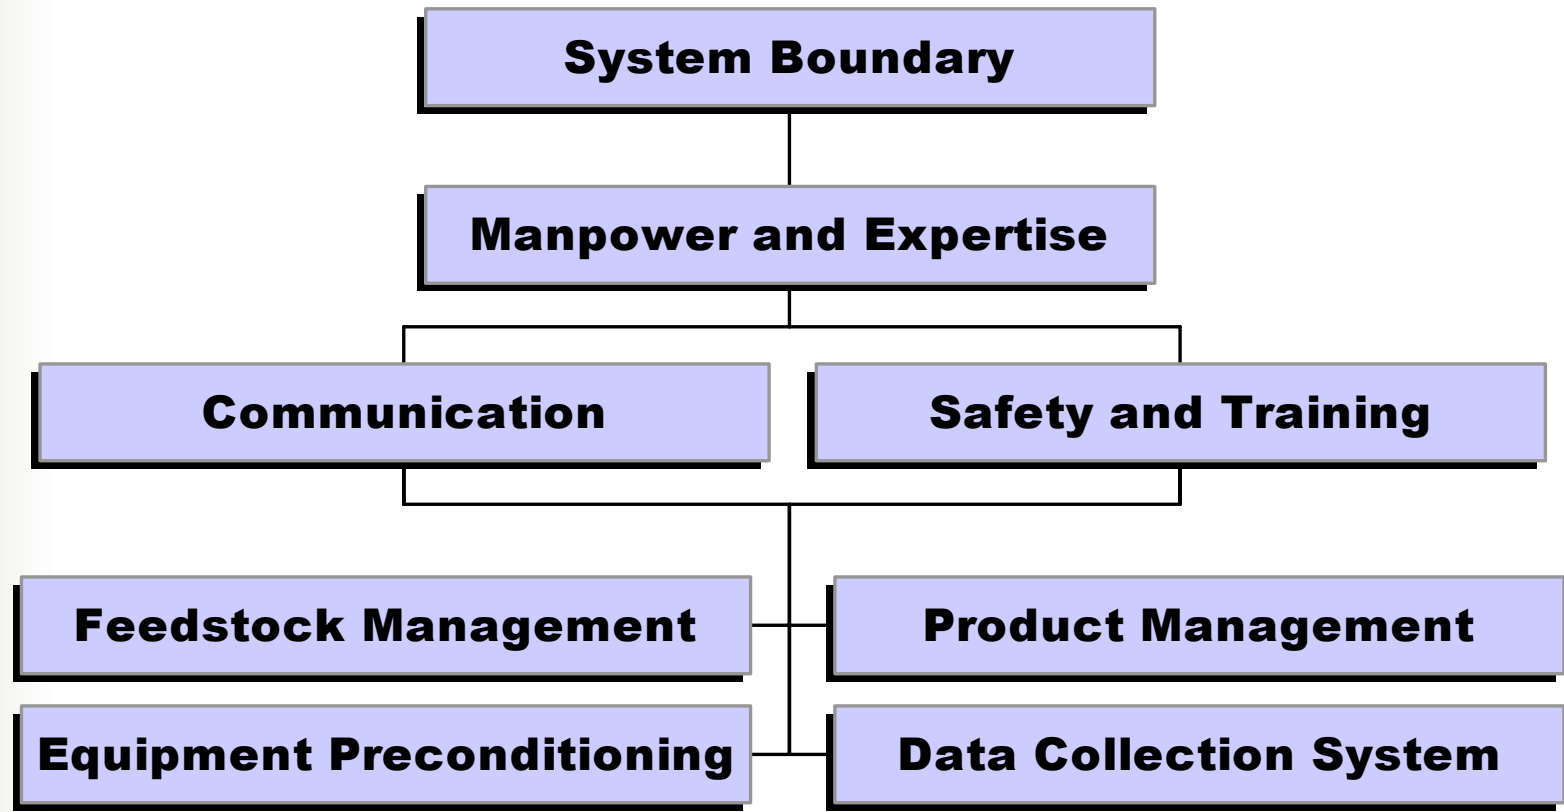 System Boundary
Manpower and Expertise
Communication
Safety and Training
Feedstock Management
Product Management
Equipment Preconditioning
Data Collection System